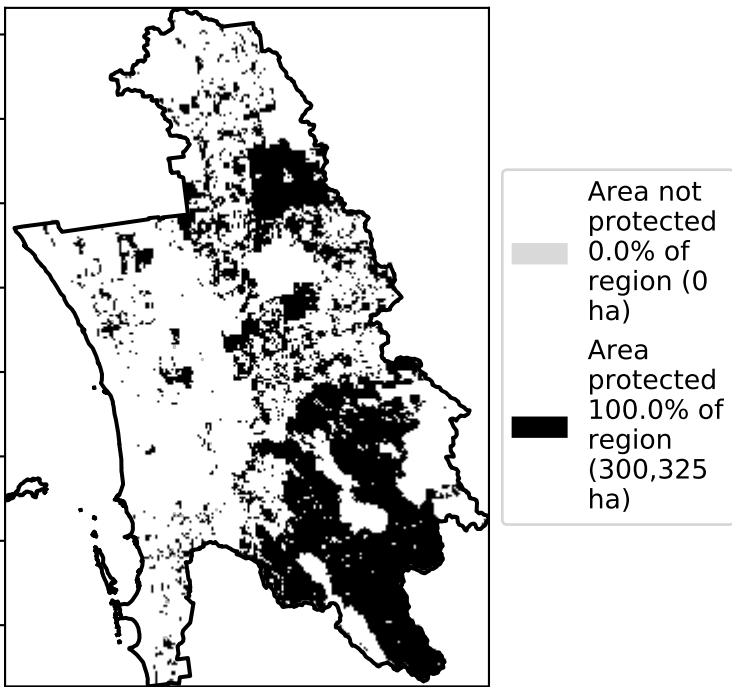 Area not
protected
0.0% of
region (0
ha)
Area
protected
100.0% of
region
(300,325
ha)